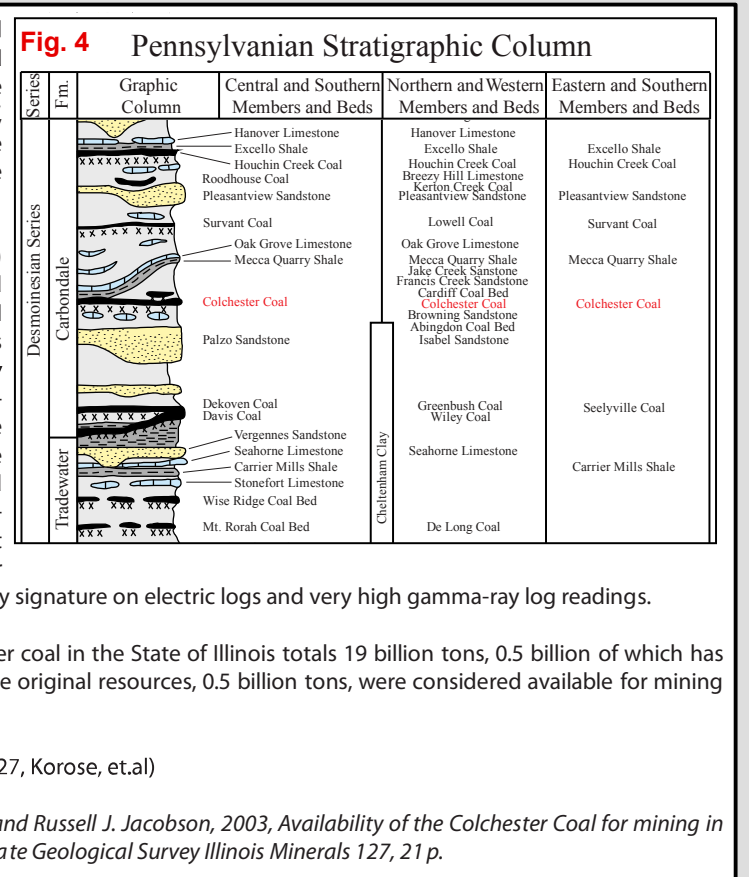 Fig. 4 Pennsylvanian Stratigraphic Column
Series
Fm.
Graphic Column
Central and Southern Members and Beds
Northern and Western Members and Beds
Eastern and Southern Members and Beds
Desmoinesian Series
Carbondale
Tradewater
Hanover Limestone
Excello Shale
Houchin Creek Coal
Roodhouse Coal
Pleasantview Sandstone
Survant Coal
Oak Grove Limestone
Mecca Quarry Shale
Colchester Coal
Palzo Sandstone
Dekoven Coal
Davis Coal
Vergennes Sandstone
Seahorne Limestone
Carrier Mills Shale
Stonefort Limestone
Wise Ridge Coal Bed
Mt. Rorah Coal Bed
Cheltenham Clay
Hanover Limestone
Excello Shale
Houchin Creek Coal
Breezy Hill Limestone
Kerton Creek Coal
Pleasantview Sandstone
Lowell Coal
Oak Grove Limestone
Mecca Quarry Shale
Jake Creek Sanstone
Francis Creek Sandstone
Cardiff Coal Bed
Colchester Coal
Browning Sandstone
Abingdon Coal Bed
Isabel Sandstone
Greenbush Coal
Wiley Coal
Seahorne Limestone
De Long Coal
Excello Shale
Houchin Creek Coal
Pleasantview Sandstone
Survant Coal
Mecca Quarry Shale
Colchester Coal
Seelyville Coal
Carrier Mills Shale
y signature on electric logs and very high gamma-ray log readings.
er coal in the State of Illinois totals 19 billion tons, 0.5 billion of which has
e original resources, 0.5 billion tons, were considered available for mining
27, Korose, et.al)
and Russell J. Jacobson, 2003, Availability of the Colchester Coal for mining in
ate Geological Survey Illinois Minerals 127, 21 p.